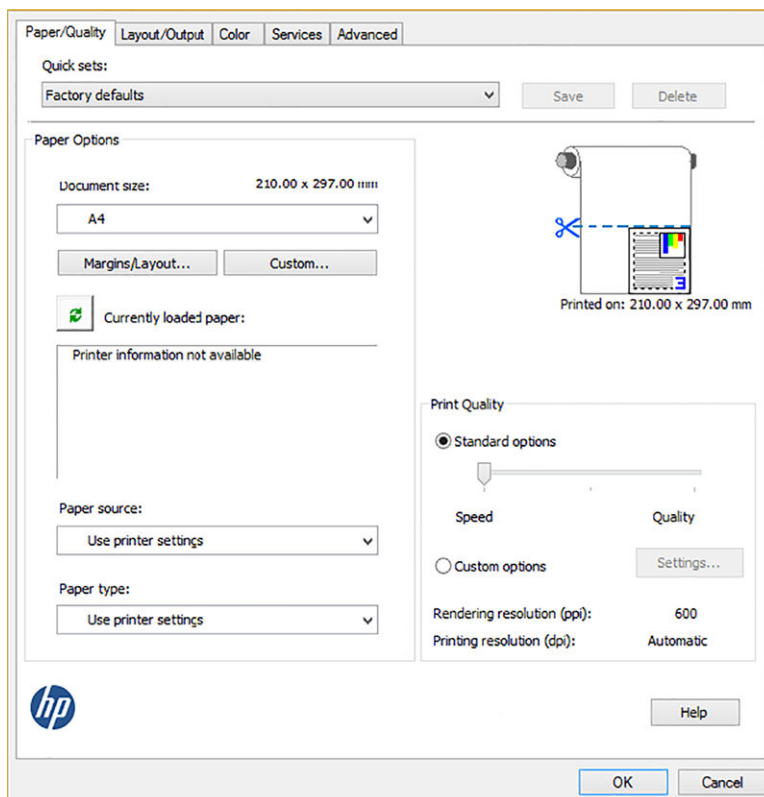 Paper/Quality Layout/Output Color Services Advanced
Quick sets:
Factory defaults Save Delete
Paper Options
Document size: 210.00 x 297.00 mm
A4
Margins/Layout... Custom...
Currently loaded paper:
Printer information not available
Paper source:
Use printer settings
Paper type:
Use printer settings
3
Printed on: 210.00 x 297.00 mm
Print Quality
Standard options
Speed Quality
Custom options Settings...
Rendering resolution (ppi): 600
Printing resolution (dpi): Automatic
hp
Help
OK Cancel